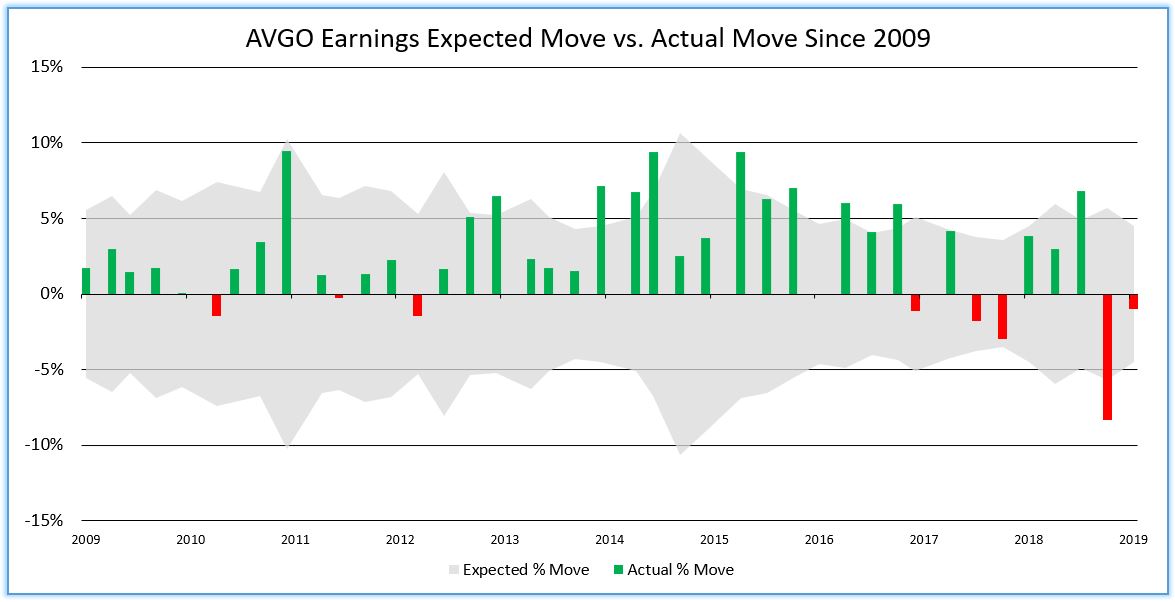 AVGO Earnings Expected Move vs. Actual Move Since 2009
15%
10%
5%
0%
-5%
-10%
-15%
2009 2010 2011 2012 2013 2014 2015 2016 2017 2018 2019
Expected % Move Actual % Move